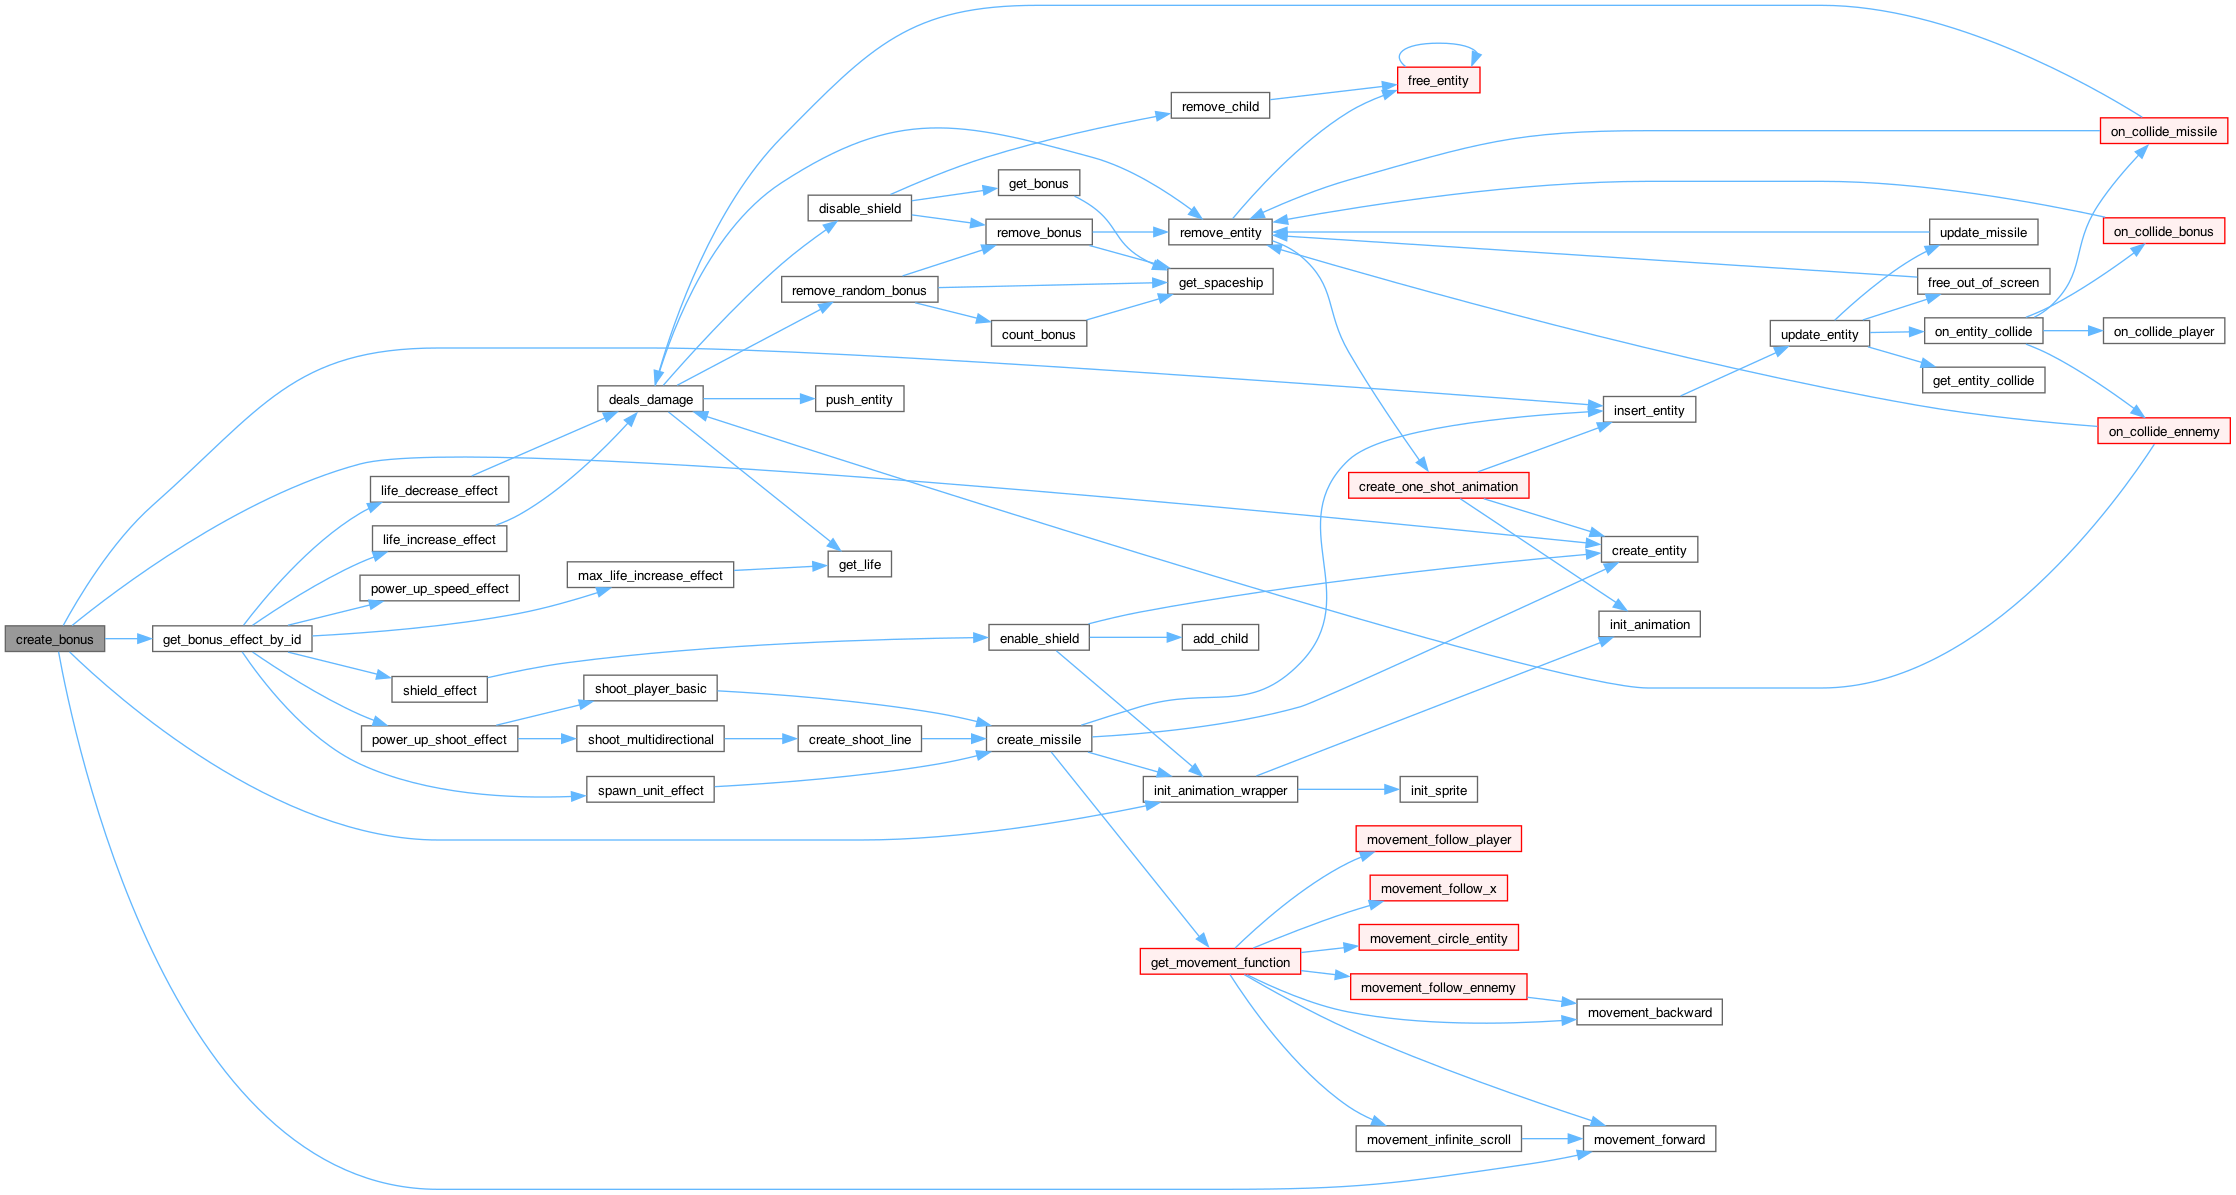 create_bonus
get_bonus_effect_by_id
life_decrease_effect
life_increase_effect
power_up_speed_effect
max_life_increase_effect
shield_effect
power_up_shoot_effect
shoot_player_basic
shoot_multidirectional
spawn_unit_effect
deals_damage
disable_shield
remove_random_bonus
push_entity
get_life
create_shoot_line
get_bonus
remove_bonus
count_bonus
enable_shield
create_missile
remove_child
remove_entity
get_spaceship
add_child
init_animation_wrapper
get_movement_function
free_entity
create_one_shot_animation
init_sprite
movement_follow_player
movement_follow_x
movement_circle_entity
movement_follow_ennemy
movement_infinite_scroll
insert_entity
create_entity
init_animation
movement_backward
movement_forward
update_entity
update_missile
free_out_of_screen
on_entity_collide
get_entity_collide
on_collide_missile
on_collide_bonus
on_collide_player
on_collide_ennemy